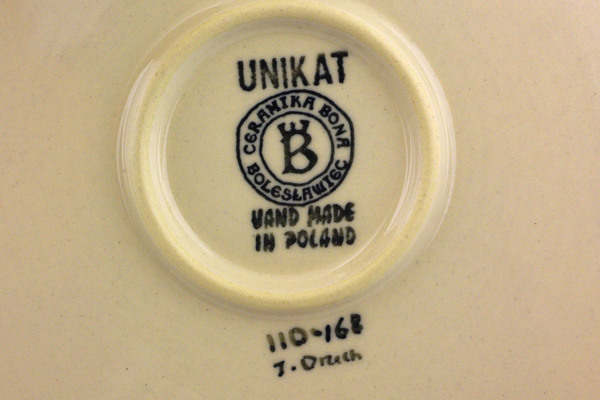 UNIKAT
CERAMIKA BONA
B
BOLESŁAWIEC
HAND MADE
IN POLAND
110-168